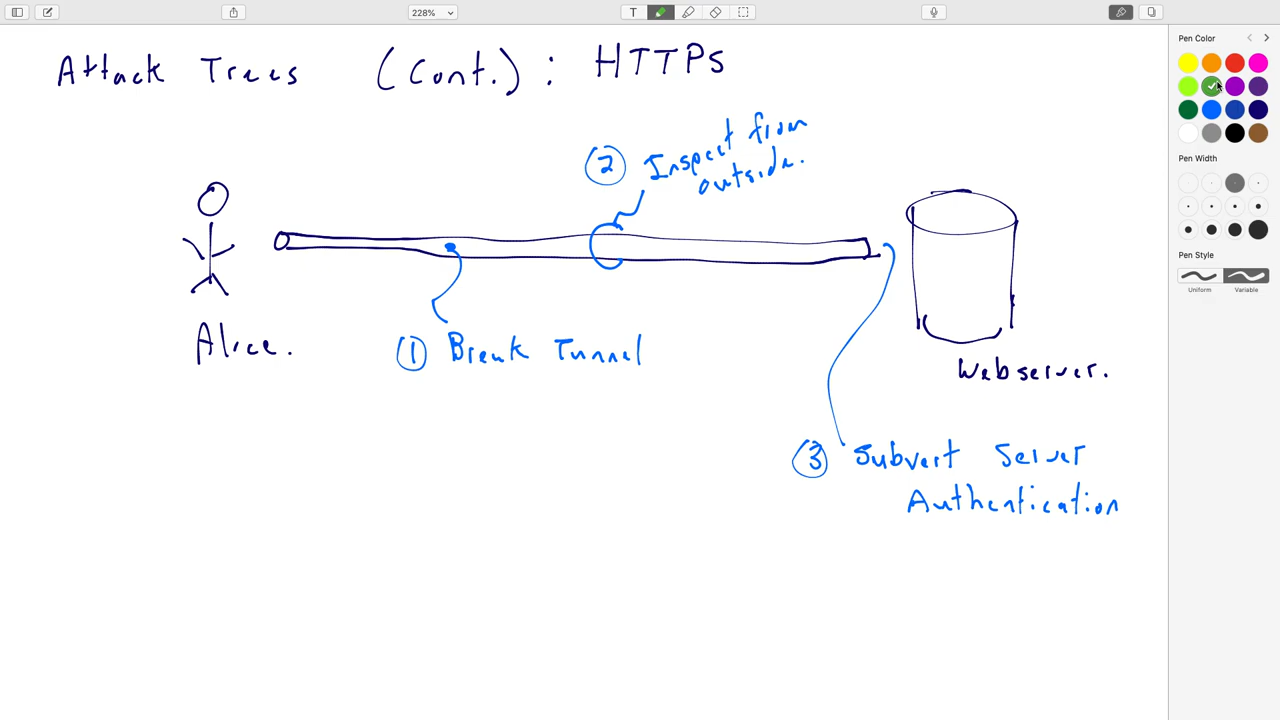 228%
T
Pen Color
Attack Trees (Cont.) : HTTPS
② Inspect from
outside.
Pen Width
Pen Style
Uniform Variable
Alice.
① Break Tunnel
Webserver.
③ Subvert Server
Authentication